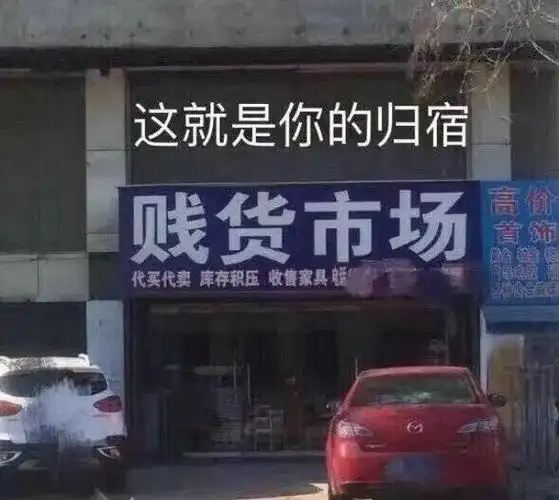 这就是你的归宿
贱货市场
代买代卖 库存积压 收售家具
高价
首饰